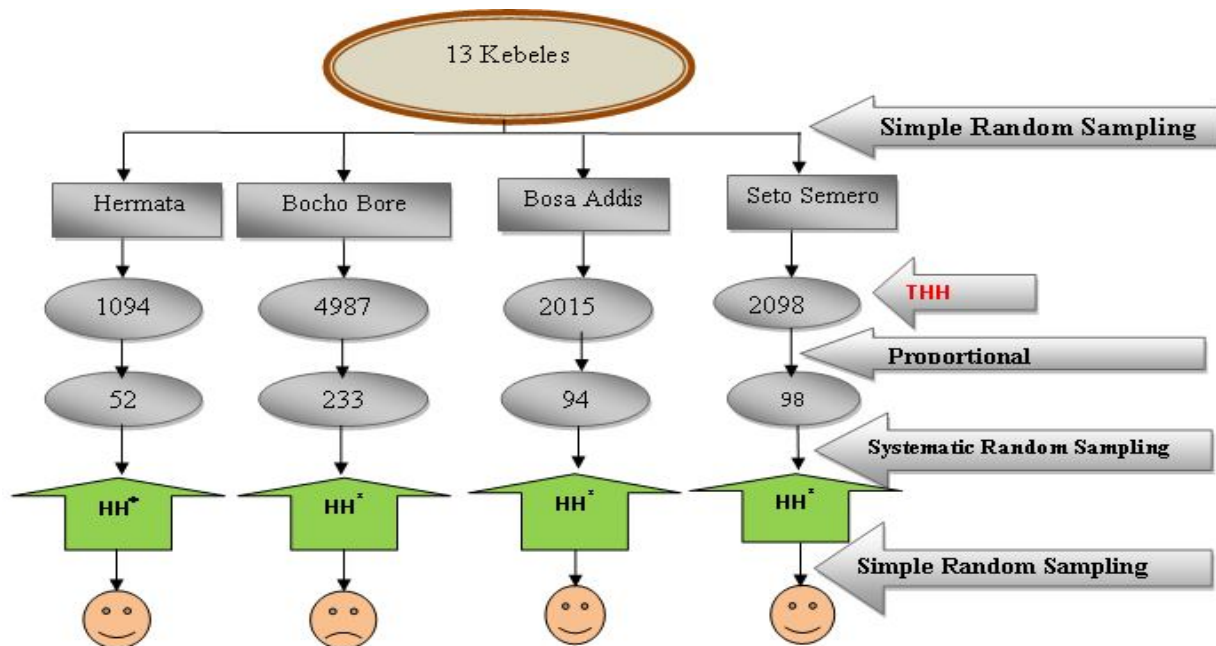 13 Kebeles
Simple Random Sampling
Hermata
Bocho Bore
Bosa Addis
Seto Semero
1094
4987
2015
2098
THH
Proportional
52
233
94
98
Systematic Random Sampling
HH
HH
HH
HH
Simple Random Sampling